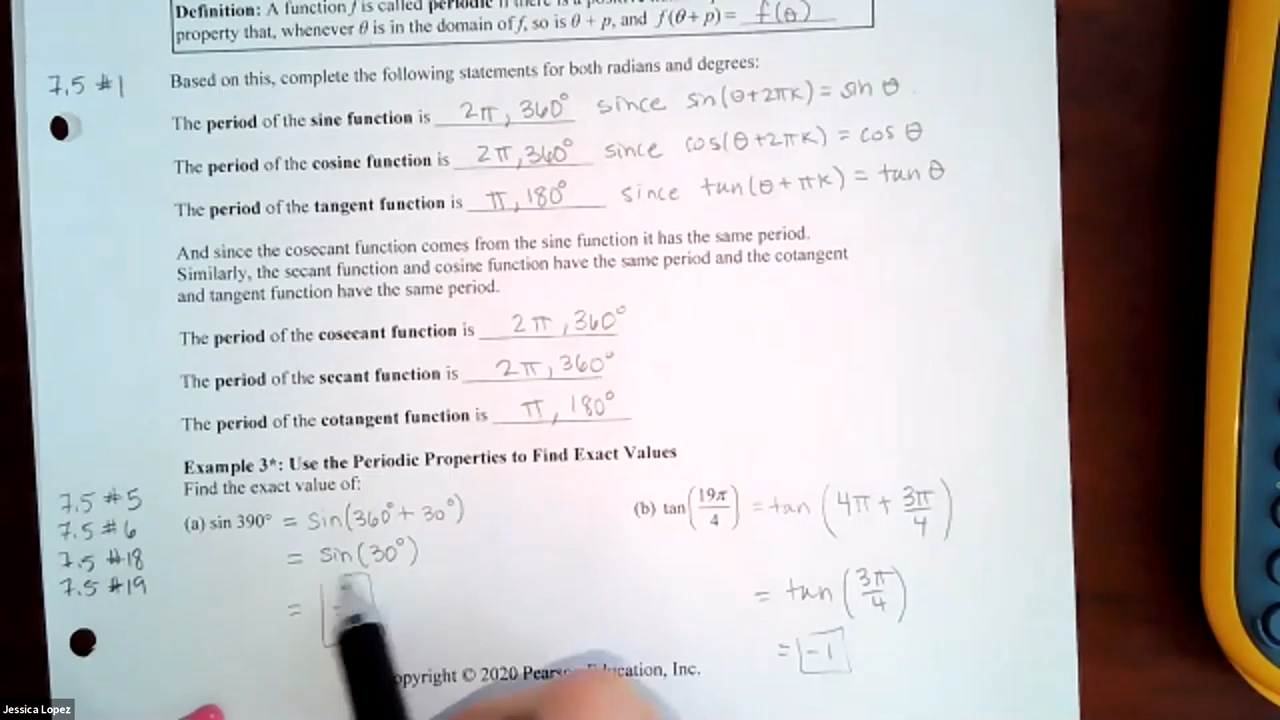 Definition: A function f is called periodic if there is a positive
property that, whenever θ is in the domain of f, so is θ + p, and f(θ+p) = f(θ)
7.5 #1
Based on this, complete the following statements for both radians and degrees:
The period of the sine function is 2π, 360° since sin(θ+2πk) = sin θ
The period of the cosine function is 2π, 360° since cos(θ+2πk) = cos θ
The period of the tangent function is π, 180° since tan(θ+πk) = tan θ
And since the cosecant function comes from the sine function it has the same period.
Similarly, the secant function and cosine function have the same period and the cotangent
and tangent function have the same period.
The period of the cosecant function is 2π, 360°
The period of the secant function is 2π, 360°
The period of the cotangent function is π, 180°
Example 3*: Use the Periodic Properties to Find Exact Values
Find the exact value of:
7.5 #5
7.5 #6
7.5 #18
7.5 #19
(a) sin 390° = sin(360° + 30°)
= sin(30°)
=
(b) tan(19π/4) = tan(4π + 3π/4)
= tan(3π/4)
= -1
opyright © 2020 Pearson Education, Inc.
Jessica Lopez